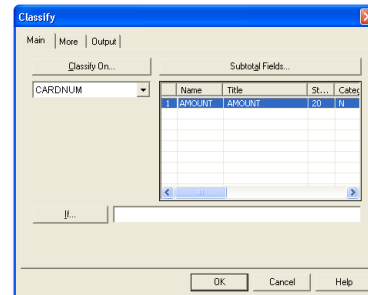 Classify
Main More Output
Classify On... Subtotal Fields...
CARDNUM
Name Title St... Categ
1 AMOUNT AMOUNT 20 N
If...
OK Cancel Help